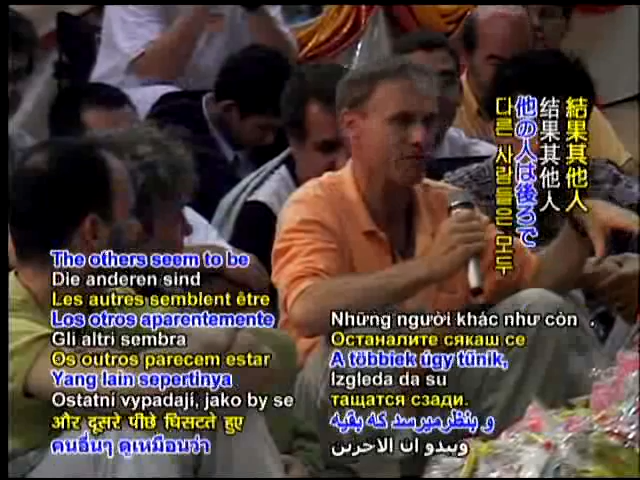 The others seem to be
Die anderen sind
Les autres semblent être
Los otros aparentemente
Gli altri sembra
Os outros parecem estar
Yang lain sepertinya
Ostatní vypadají, jako by se
और दूसरे पीछे घिसटते हुए
คนอื่นๆ ดูเหมือนว่า
Những người khác như còn .
Останалите сякаш се
A többiek úgy tűnik,
Izgleda da su
тащатся сзади.
و بنظرميرسد که بقيه
ويبدو ان الآخرين
結果其他人
结果其他人
他の人は後ろで
다른 사람들은 모두